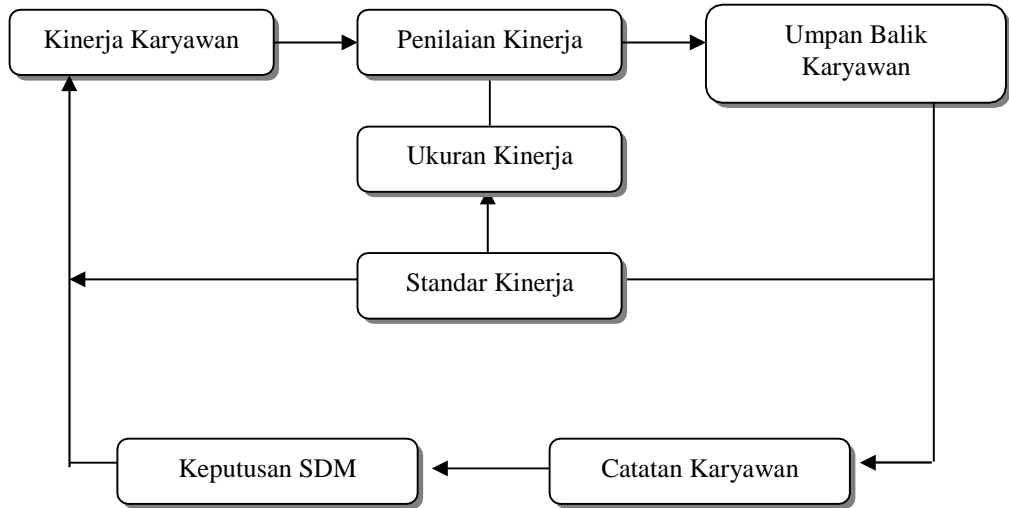 Kinerja Karyawan
Penilaian Kinerja
Umpan Balik
Karyawan
Ukuran Kinerja
Standar Kinerja
Keputusan SDM
Catatan Karyawan